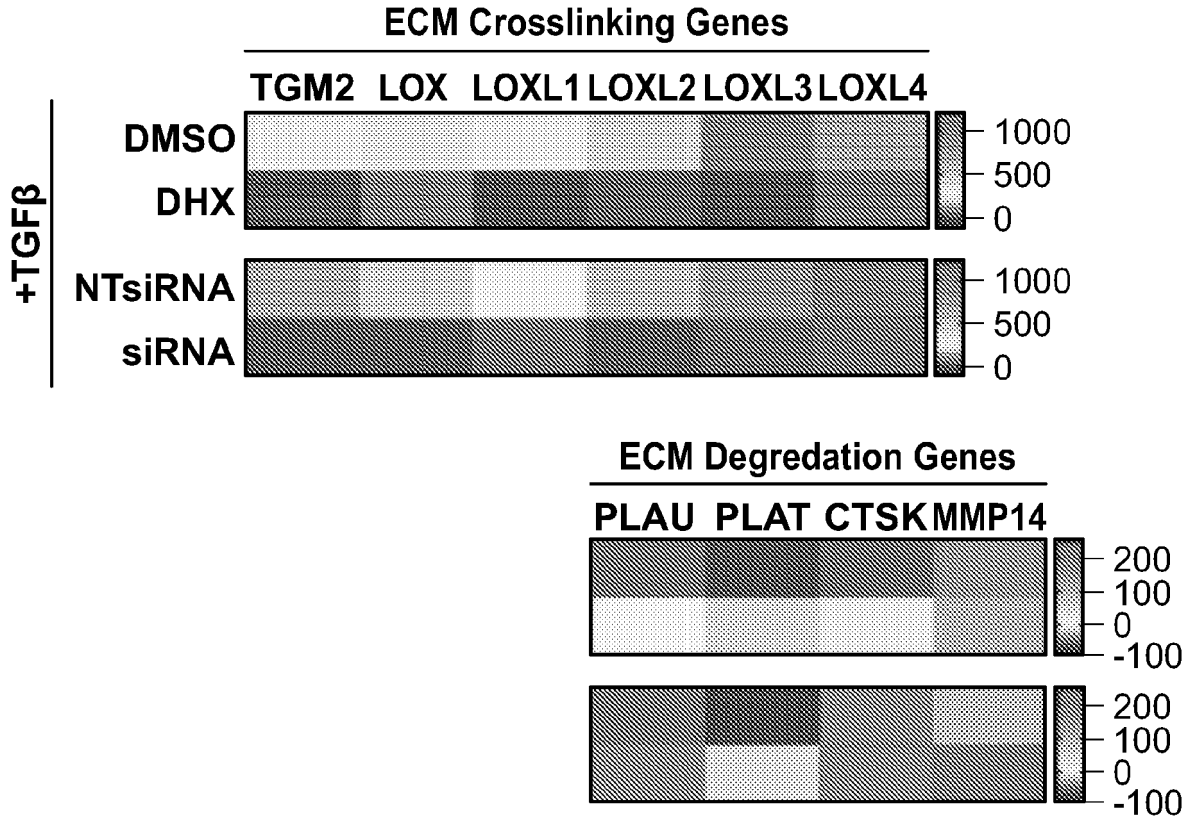 ECM Crosslinking Genes
TGM2 LOX LOXL1 LOXL2 LOXL3 LOXL4
+TGFβ
DMSO
DHX
1000
500
0
NTsiRNA
siRNA
1000
500
0
ECM Degredation Genes
PLAU PLAT CTSK MMP14
200
100
0
-100
200
100
0
-100